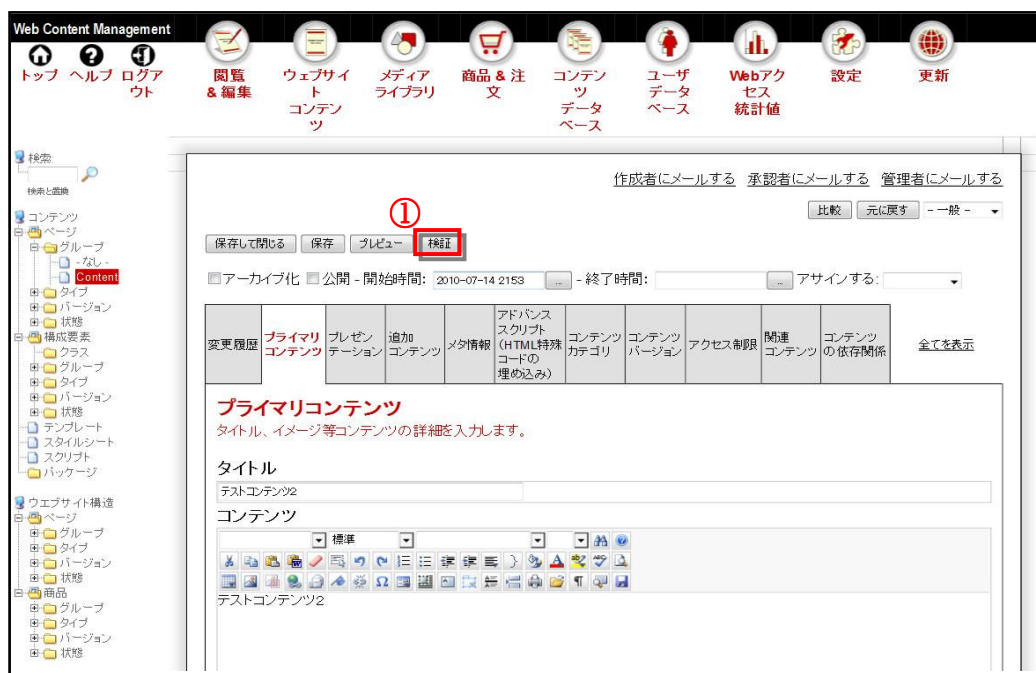 Web Content Management
トップ ヘルプ ログア
ウト
閲覧
& 編集
ウェブサイ
ト
コンテン
ツ
メディア
ライブラリ
商品 & 注
文
コンテン
ツ
データ
ベース
ユーザ
データ
ベース
Webアク
セス
統計値
設定
更新
検索:
検索と置換
コンテンツ
ページ
グループ
- なし -
Content
タイプ
バージョン
状態
構成要素
クラス
グループ
タイプ
バージョン
状態
テンプレート
スタイルシート
スクリプト
パッケージ
ウエブサイト構造
ページ
グループ
タイプ
バージョン
状態
商品
グループ
タイプ
バージョン
状態
作成者にメールする 承認者にメールする 管理者にメールする
比較 元に戻す - 一般 -
①
保存して閉じる 保存 プレビュー 検証
アーカイブ化 公開 - 開始時間: 2010-07-14 2153 ... - 終了時間: ... アサインする:
変更履歴
プライマリ
コンテンツ
プレゼン
テーション
追加
コンテンツ
メタ情報
アドバンス
スクリプト
(HTML特殊
コードの
埋め込み)
コンテンツ
カテゴリ
コンテンツ
バージョン
アクセス制限
関連
コンテンツ
コンテンツ
の依存関係
全てを表示
プライマリコンテンツ
タイトル、イメージ等コンテンツの詳細を入力します。
タイトル
テストコンテンツ2
コンテンツ
標準
テストコンテンツ2